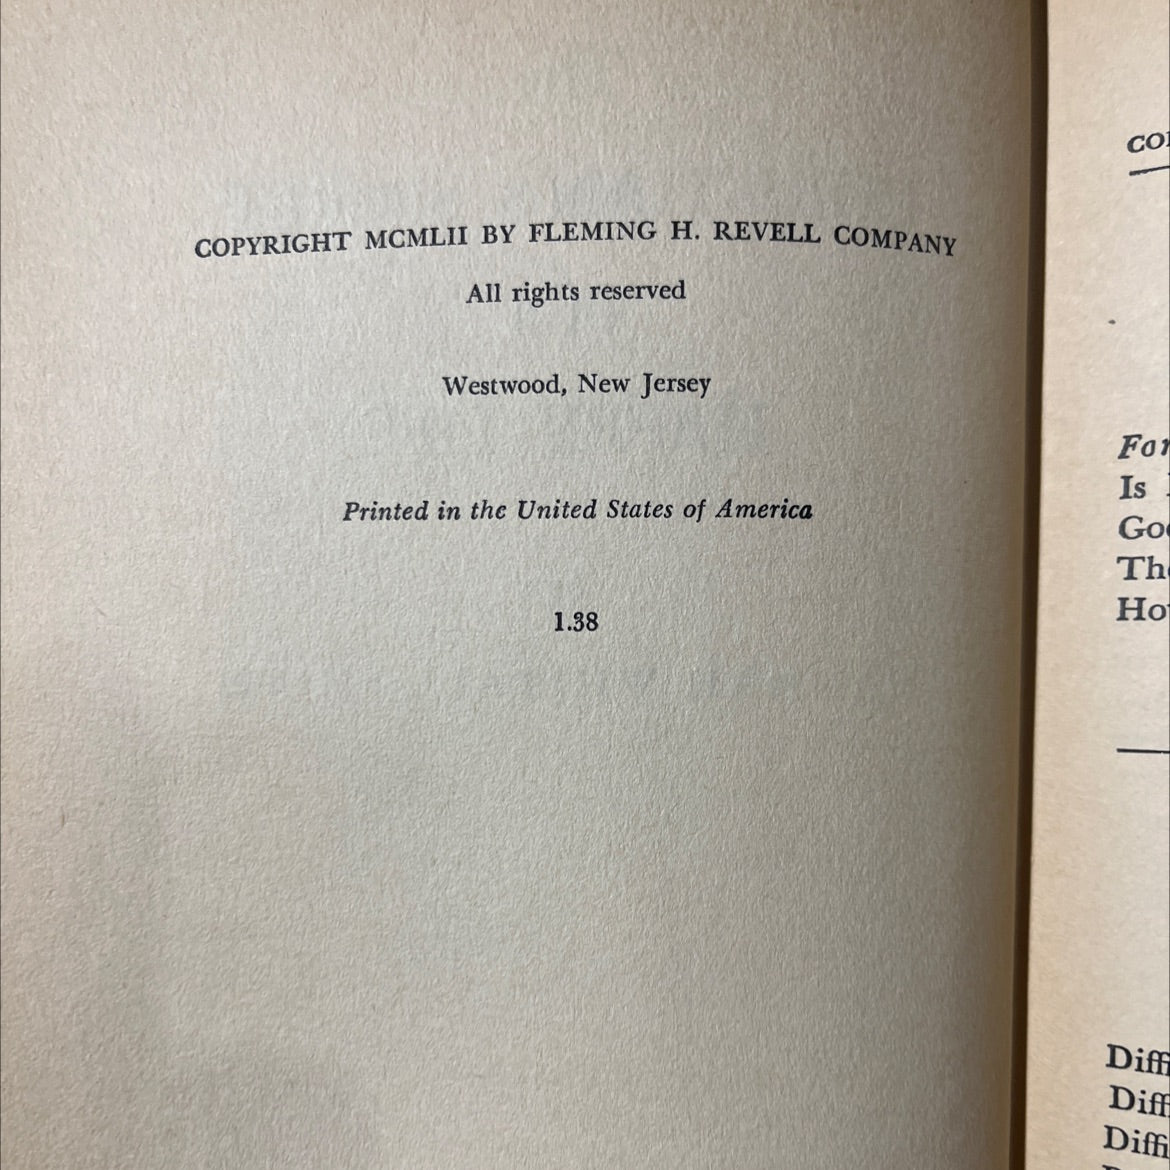 COPYRIGHT MCMLII BY FLEMING H. REVELL COMPANY
All rights reserved
Westwood, New Jersey
Printed in the United States of America
1.38
Is